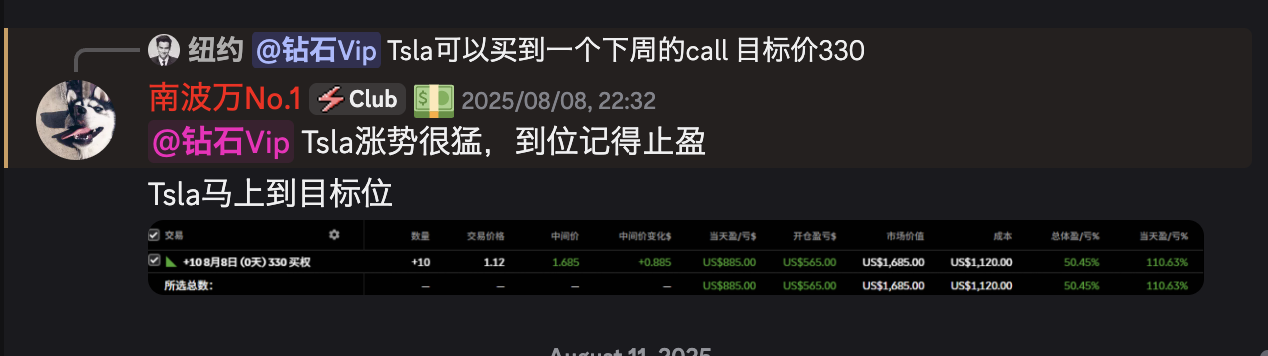 纽约 @钻石Vip Tsla可以买到一个下周的call 目标价330
南波万No.1 Club 2025/08/08, 22:32
@钻石Vip Tsla涨势很猛，到位记得止盈
Tsla马上到目标位
交易 数量 交易价格 中间价 中间价变化$ 当天盈/亏$ 开仓盈亏$ 市场价值 成本 总体盈/亏% 当天盈/亏%
+10 8月8日 (0天) 330 买权 +10 1.12 1.685 +0.885 US$885.00 US$565.00 US$1,685.00 US$1,120.00 50.45% 110.63%
所选总数: — — — — US$885.00 US$565.00 US$1,685.00 US$1,120.00 50.45% 110.63%
August 11, 2025